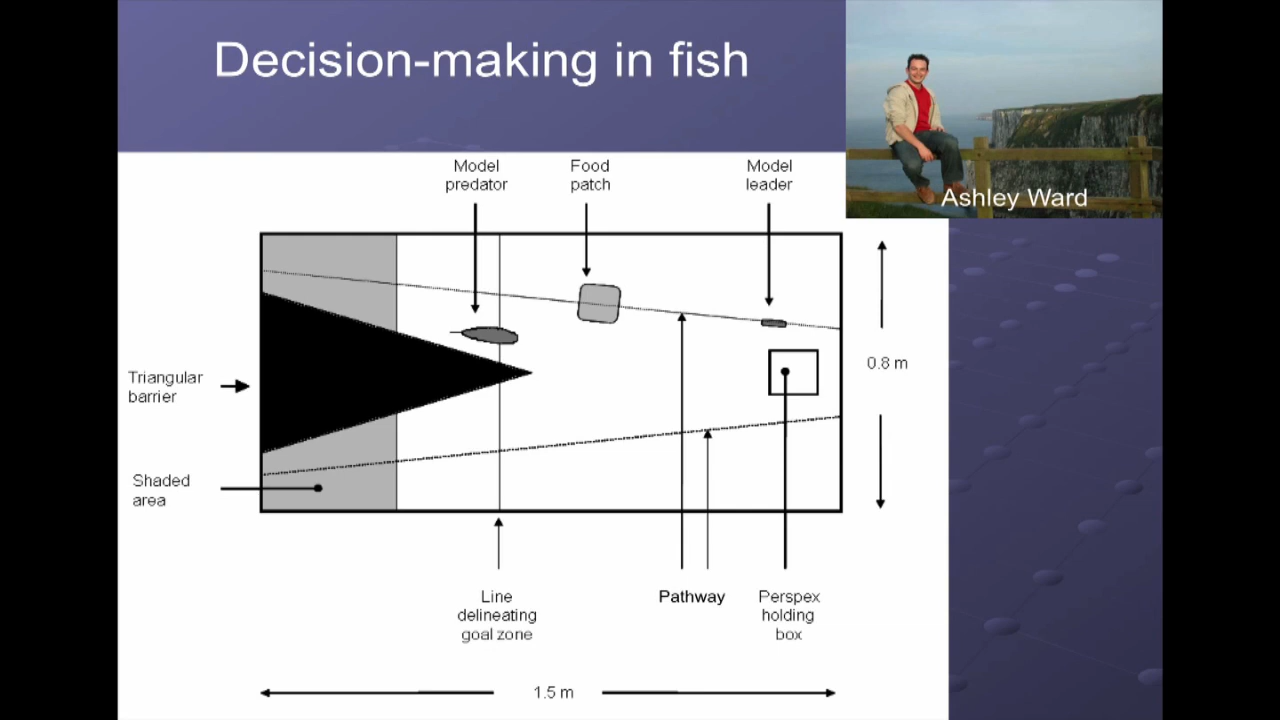 Decision-making in fish
Ashley Ward
Model
predator
Food
patch
Model
leader
0.8 m
Triangular
barrier
Shaded
area
Line
delineating
goal zone
Pathway
Perspex
holding
box
1.5 m